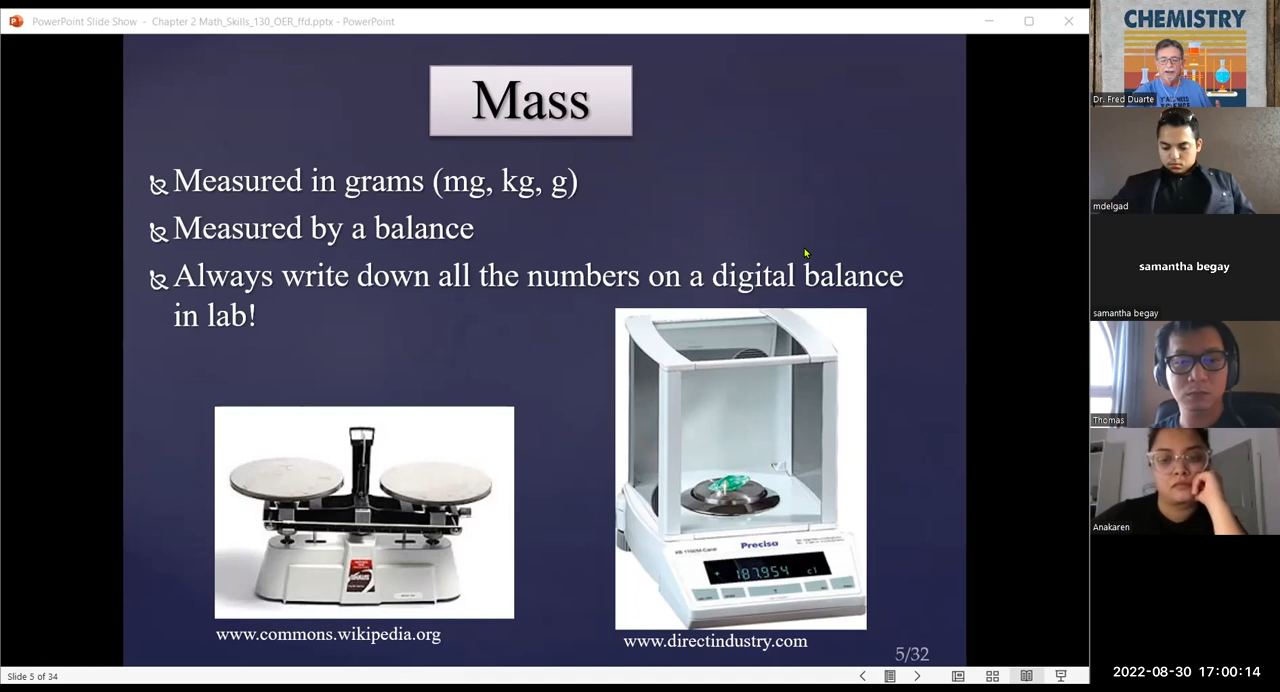 PowerPoint Slide Show - Chapter 2 Math_Skills_130_OER_ffd.pptx - PowerPoint
Mass
Measured in grams (mg, kg, g)
Measured by a balance
Always write down all the numbers on a digital balance
in lab!
Precisa
187.954 ct
www.commons.wikipedia.org
www.directindustry.com
5/32
Slide 5 of 34
CHEMISTRY
Dr. Fred Duarte
mdelgad
samantha begay
samantha begay
Thomas
Anakaren
2022-08-30 17:00:14